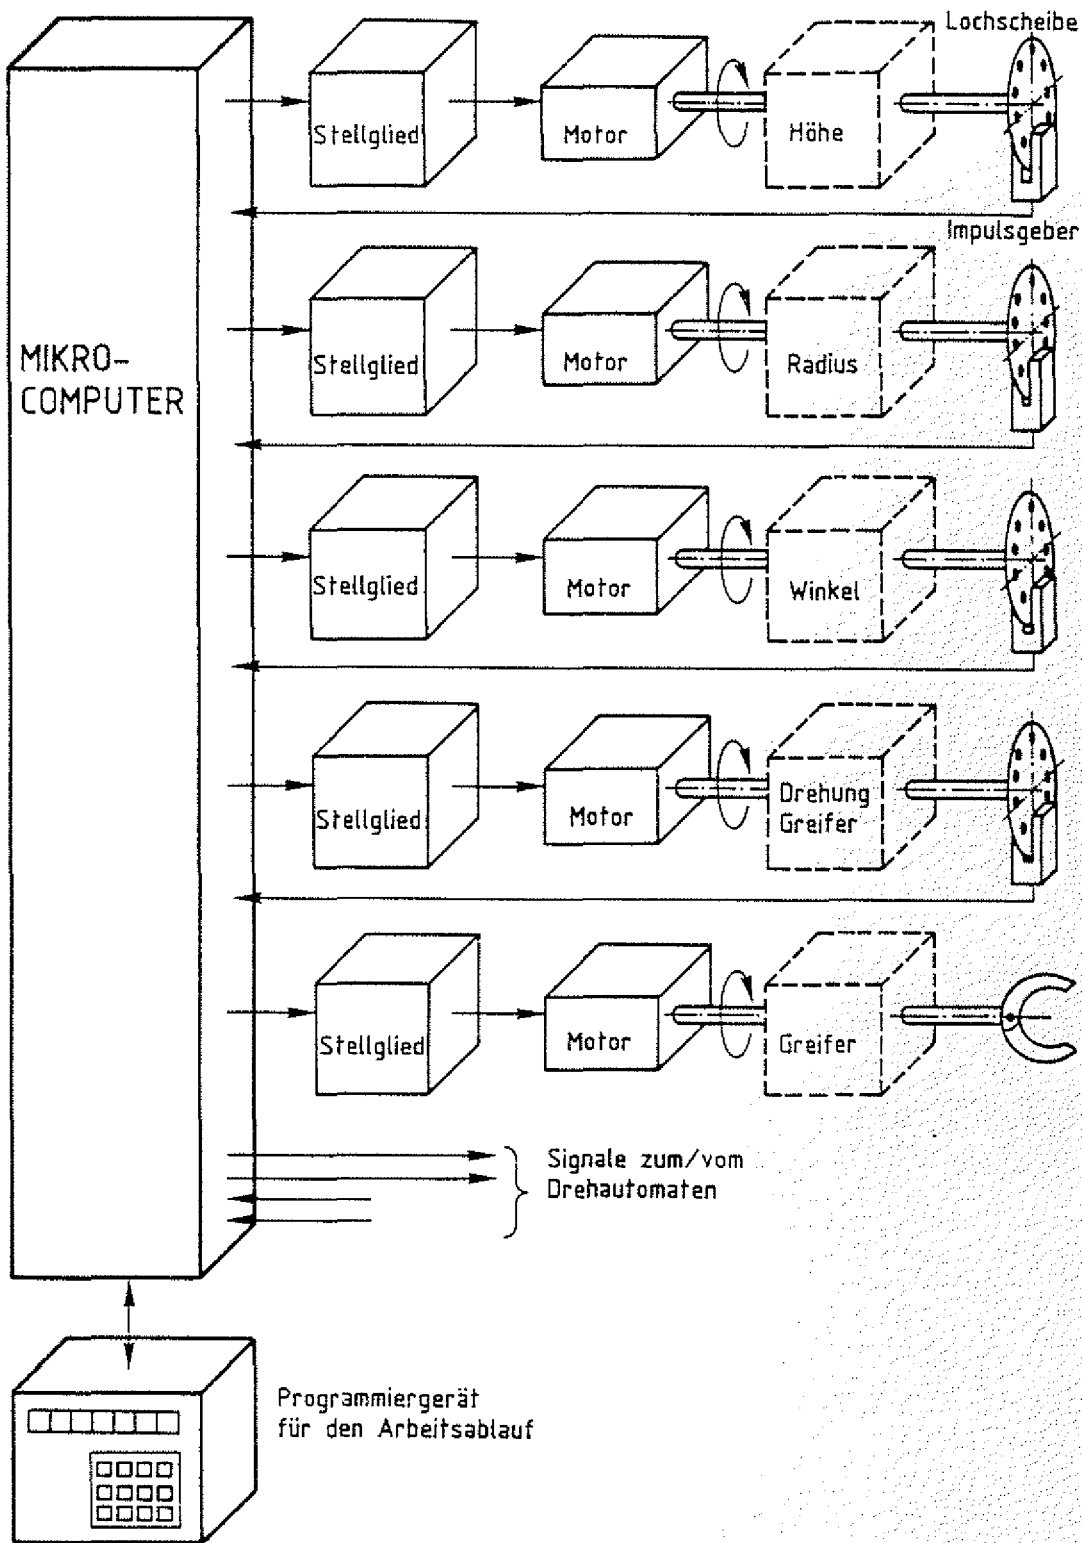 Lochscheibe
Stellglied
Motor
Höhe
Impulsgeber
MIKRO-
COMPUTER
Stellglied
Motor
Radius
Stellglied
Motor
Winkel
Stellglied
Motor
Drehung
Greifer
Stellglied
Motor
Greifer
Signale zum/vom
Drehautomaten
Programmiergerät
für den Arbeitsablauf